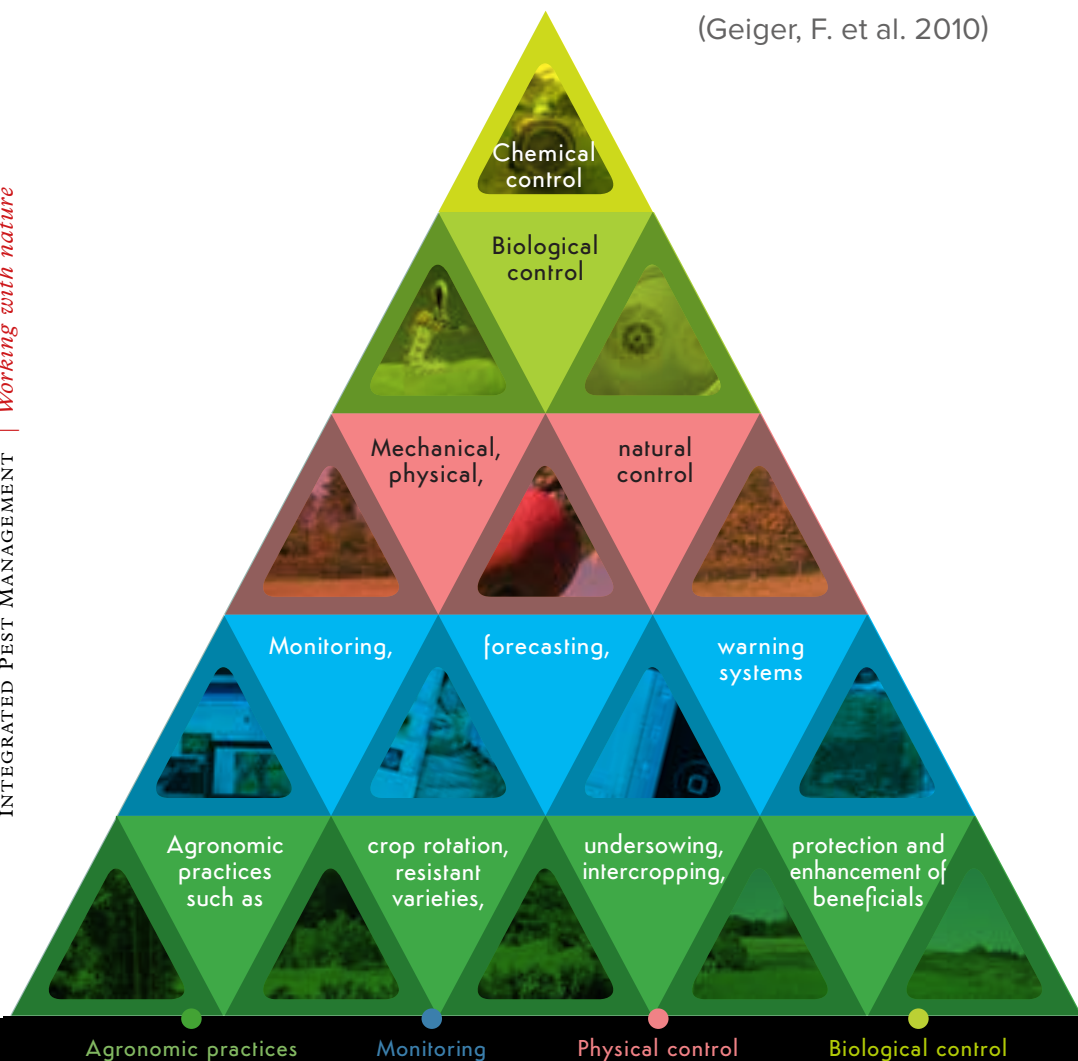 (Geiger, F. et al. 2010)
INTEGRATED PEST MANAGEMENT | Working with nature
Chemical
control
Biological
control
Mechanical,
physical,
natural
control
Monitoring,
forecasting,
warning
systems
Agronomic
practices
such as
crop rotation,
resistant
varieties,
undersowing,
intercropping,
protection and
enhancement of
beneficials
Agronomic practices
Monitoring
Physical control
Biological control